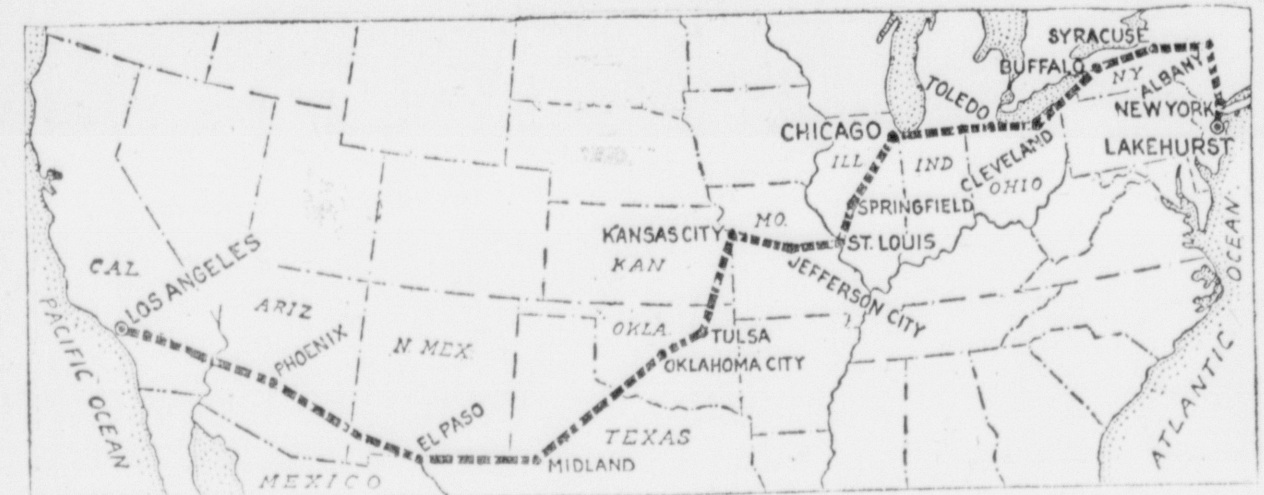 SYRACUSE
BUFFALO
NY
ALBANY
TOLEDO
NEW YORK
CHICAGO
LAKEHURST
ILL
IND
CLEVELAND
OHIO
SPRINGFIELD
MO.
KANSAS CITY
ST. LOUIS
KAN
JEFFERSON CITY
CAL
LOS ANGELES
ARIZ
PHOENIX
N. MEX.
OKLA.
TULSA
OKLAHOMA CITY
EL PASO
TEXAS
MIDLAND
MEXICO
PACIFIC OCEAN
ATLANTIC OCEAN